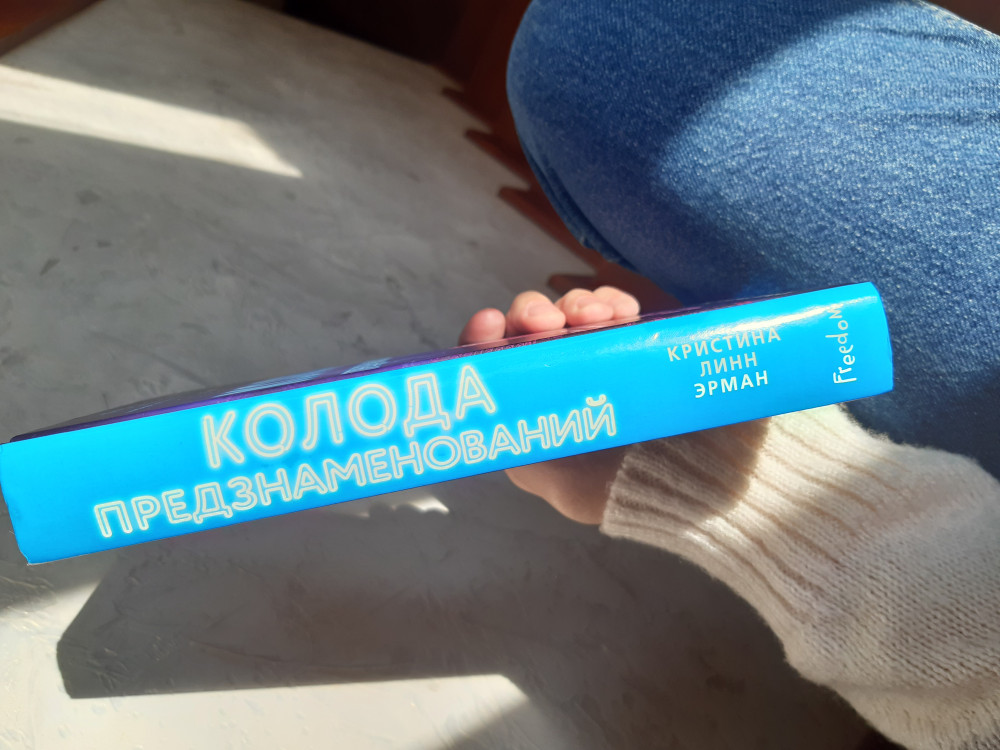 КОЛОДА
ПРЕДЗНАМЕНОВАНИЙ
КРИСТИНА
ЛИНН
ЭРМАН
Freedom